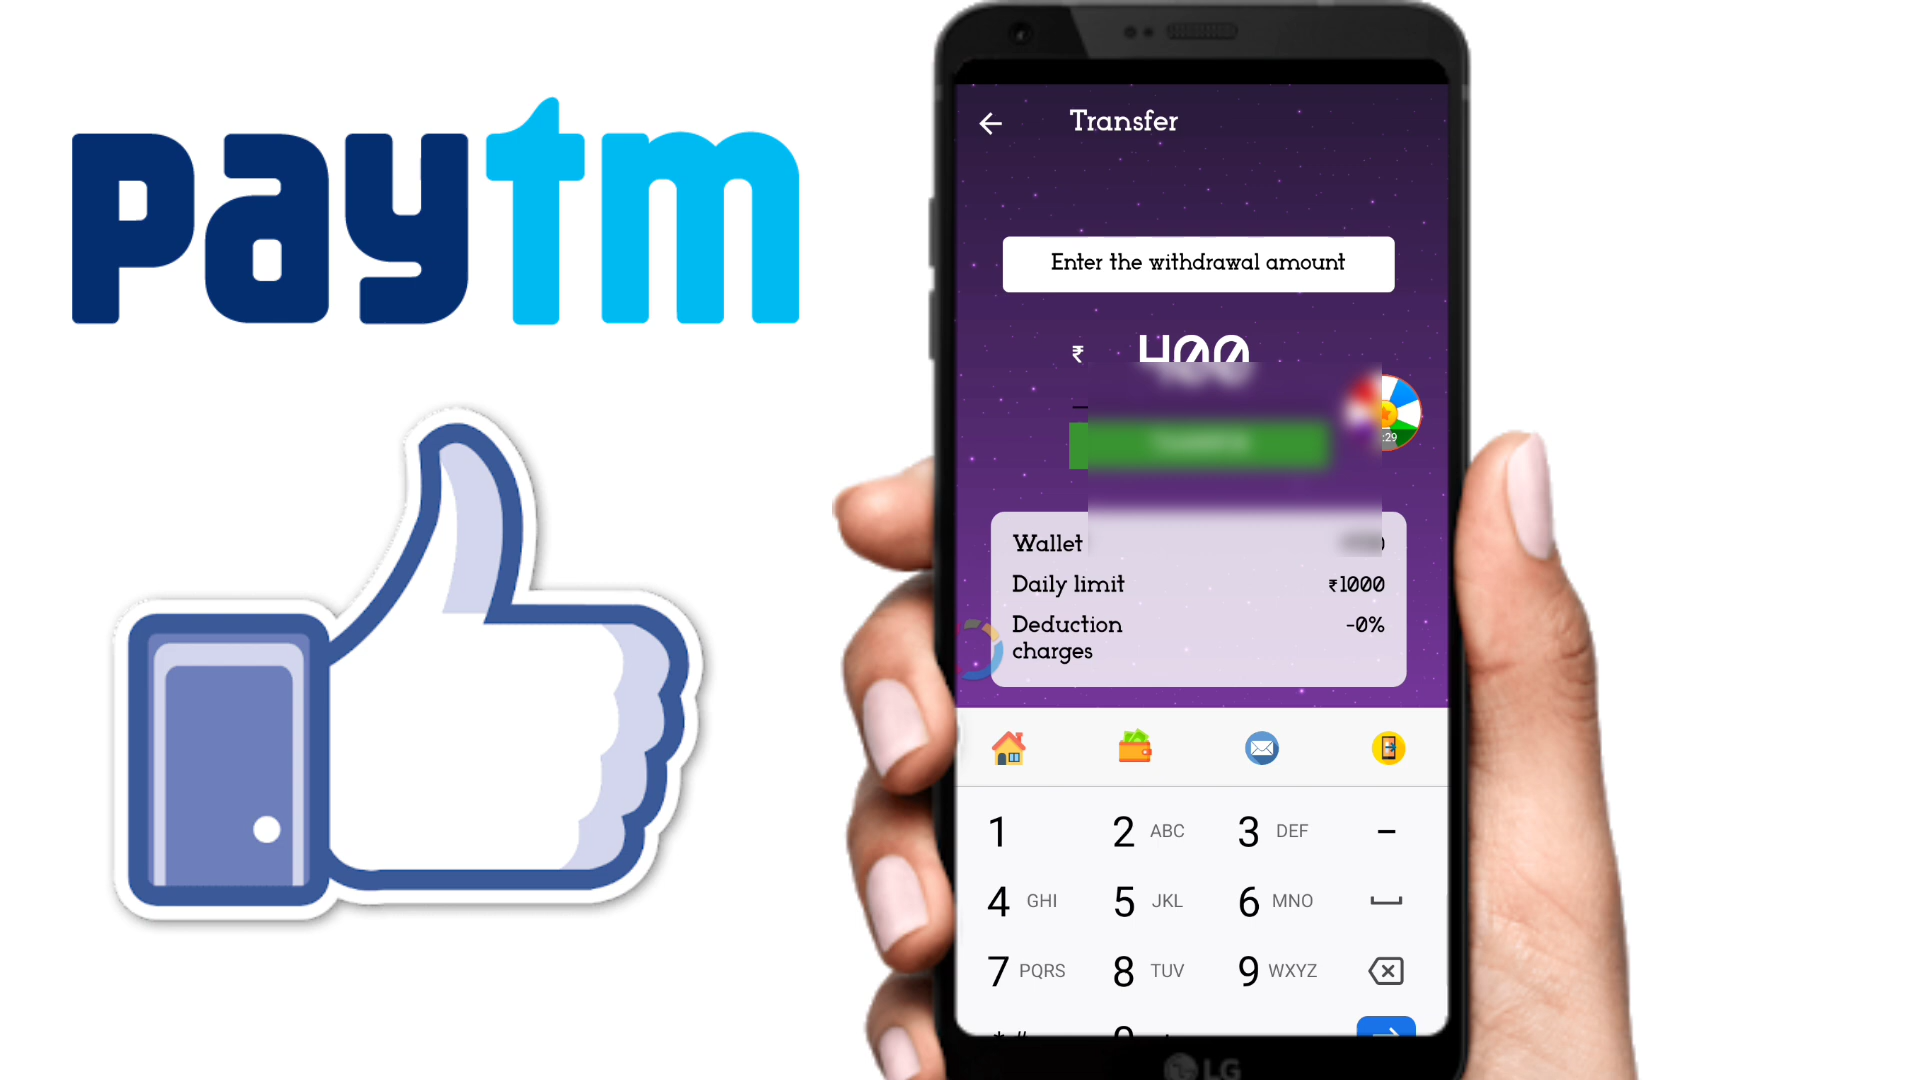 paytm
Transfer
Enter the withdrawal amount
₹ 400
:29
Wallet
Daily limit ₹1000
Deduction charges -0%
1
2 ABC
3 DEF
-
4 GHI
5 JKL
6 MNO
7 PQRS
8 TUV
9 WXYZ
LG